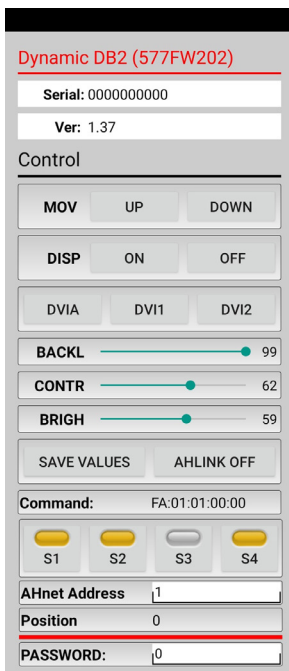 Dynamic DB2 (577FW202)
Serial: 0000000000
Ver: 1.37
Control
MOV UP DOWN
DISP ON OFF
DVIA DVI1 DVI2
BACKL 99
CONTR 62
BRIGH 59
SAVE VALUES AHLINK OFF
Command: FA:01:01:00:00
S1 S2 S3 S4
AHnet Address 1
Position 0
PASSWORD: 0